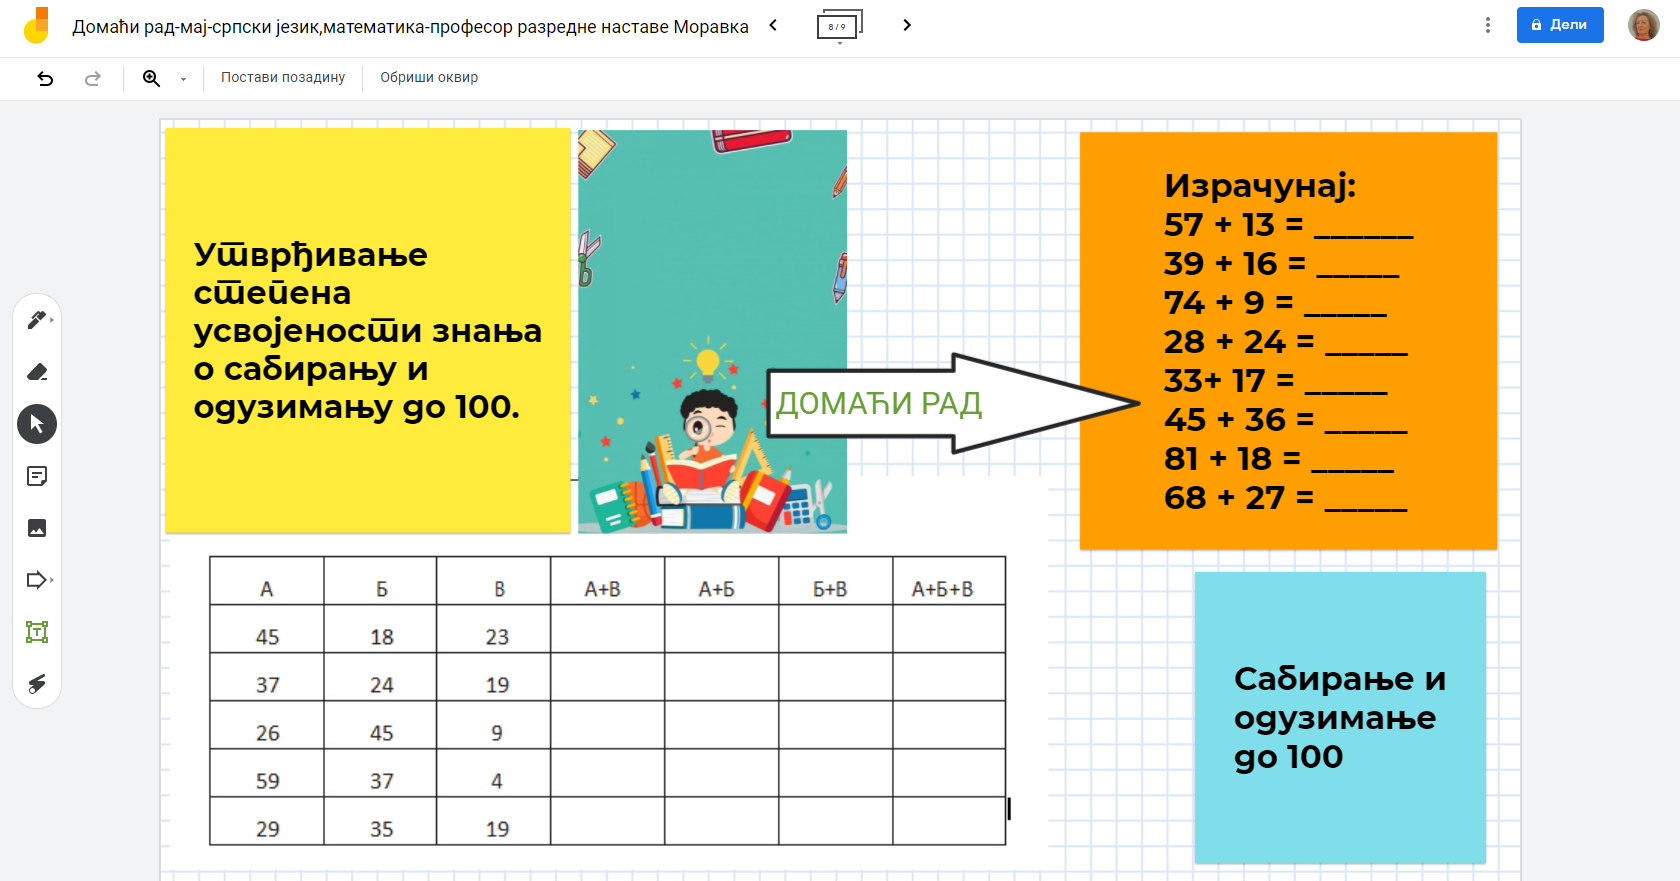 Домаћи рад-мај-српски језик,математика-професор разредне наставе Моравка
8 / 9
Дели
Постави позадину
Обриши оквир
Утврђивање
степена
усвојености знања
о сабирању и
одузимању до 100.
ДОМАЋИ РАД
Израчунај:
57 + 13 = ______
39 + 16 = _____
74 + 9 = _____
28 + 24 = _____
33+ 17 = _____
45 + 36 = _____
81 + 18 = _____
68 + 27 = _____
А Б В А+В А+Б Б+В А+Б+В
45 18 23
37 24 19
26 45 9
59 37 4
29 35 19
Сабирање и
одузимање
до 100